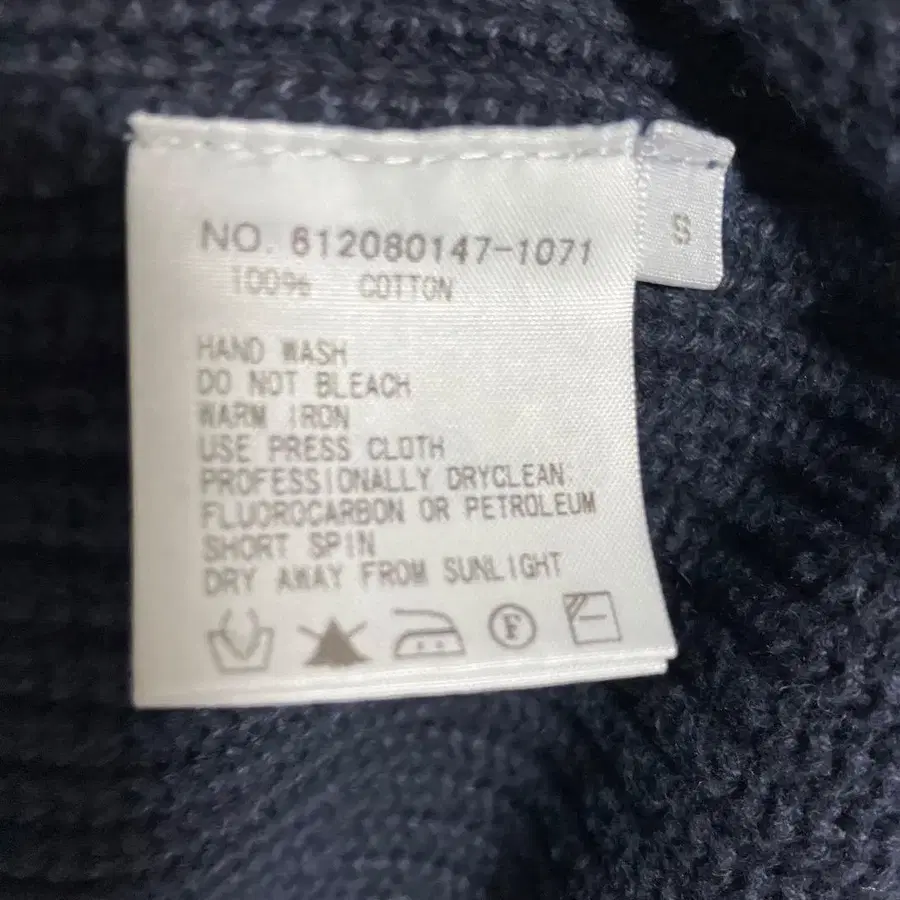 NO. 612080147-1071
S
100% COTTON
HAND WASH
DO NOT BLEACH
WARM IRON
USE PRESS CLOTH
PROFESSIONALLY DRYCLEAN
FLUOROCARBON OR PETROLEUM
SHORT SPIN
DRY AWAY FROM SUNLIGHT
F